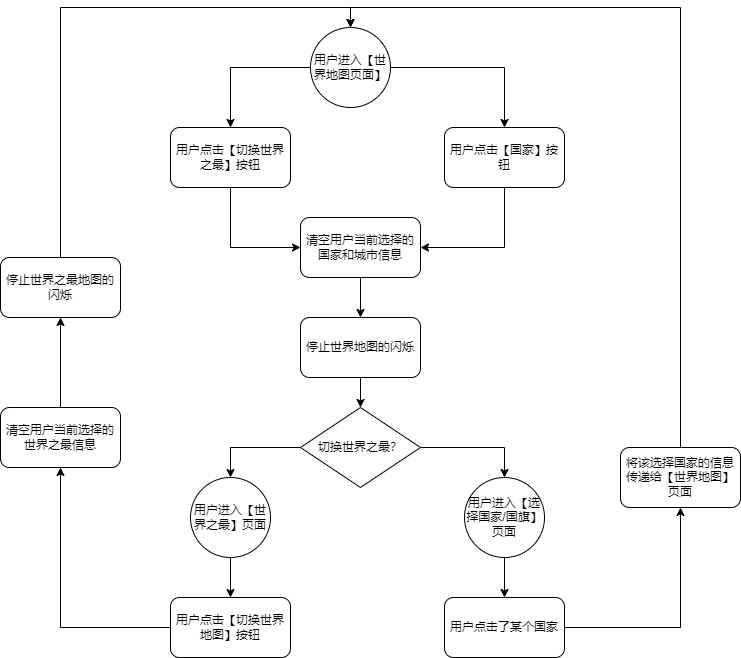 用户进入【世
界地图页面】
用户点击【切换世界
之最】按钮
用户点击【国家】按
钮
清空用户当前选择的
国家和城市信息
停止世界之最地图的
闪烁
停止世界地图的闪烁
清空用户当前选择的
世界之最信息
切换世界之最?
将该选择国家的信息
传递给【世界地图】
页面
用户进入【世
界之最】页面
用户进入【选
择国家/国旗】
页面
用户点击【切换世界
地图】按钮
用户点击了某个国家